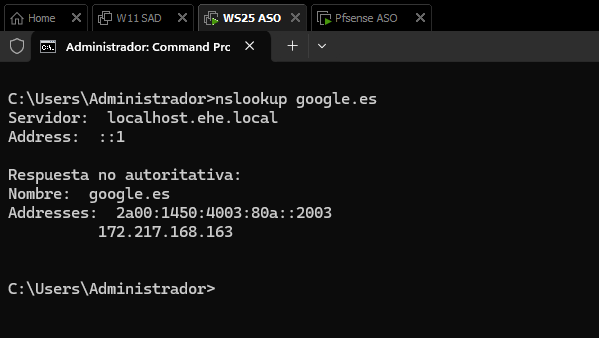 Home W11 SAD WS25 ASO Pfsense ASO
Administrador: Command Prc
C:\Users\Administrador>nslookup google.es
Servidor:  localhost.ehe.local
Address:  ::1
Respuesta no autoritativa:
Nombre:  google.es
Addresses:  2a00:1450:4003:80a::2003
172.217.168.163
C:\Users\Administrador>